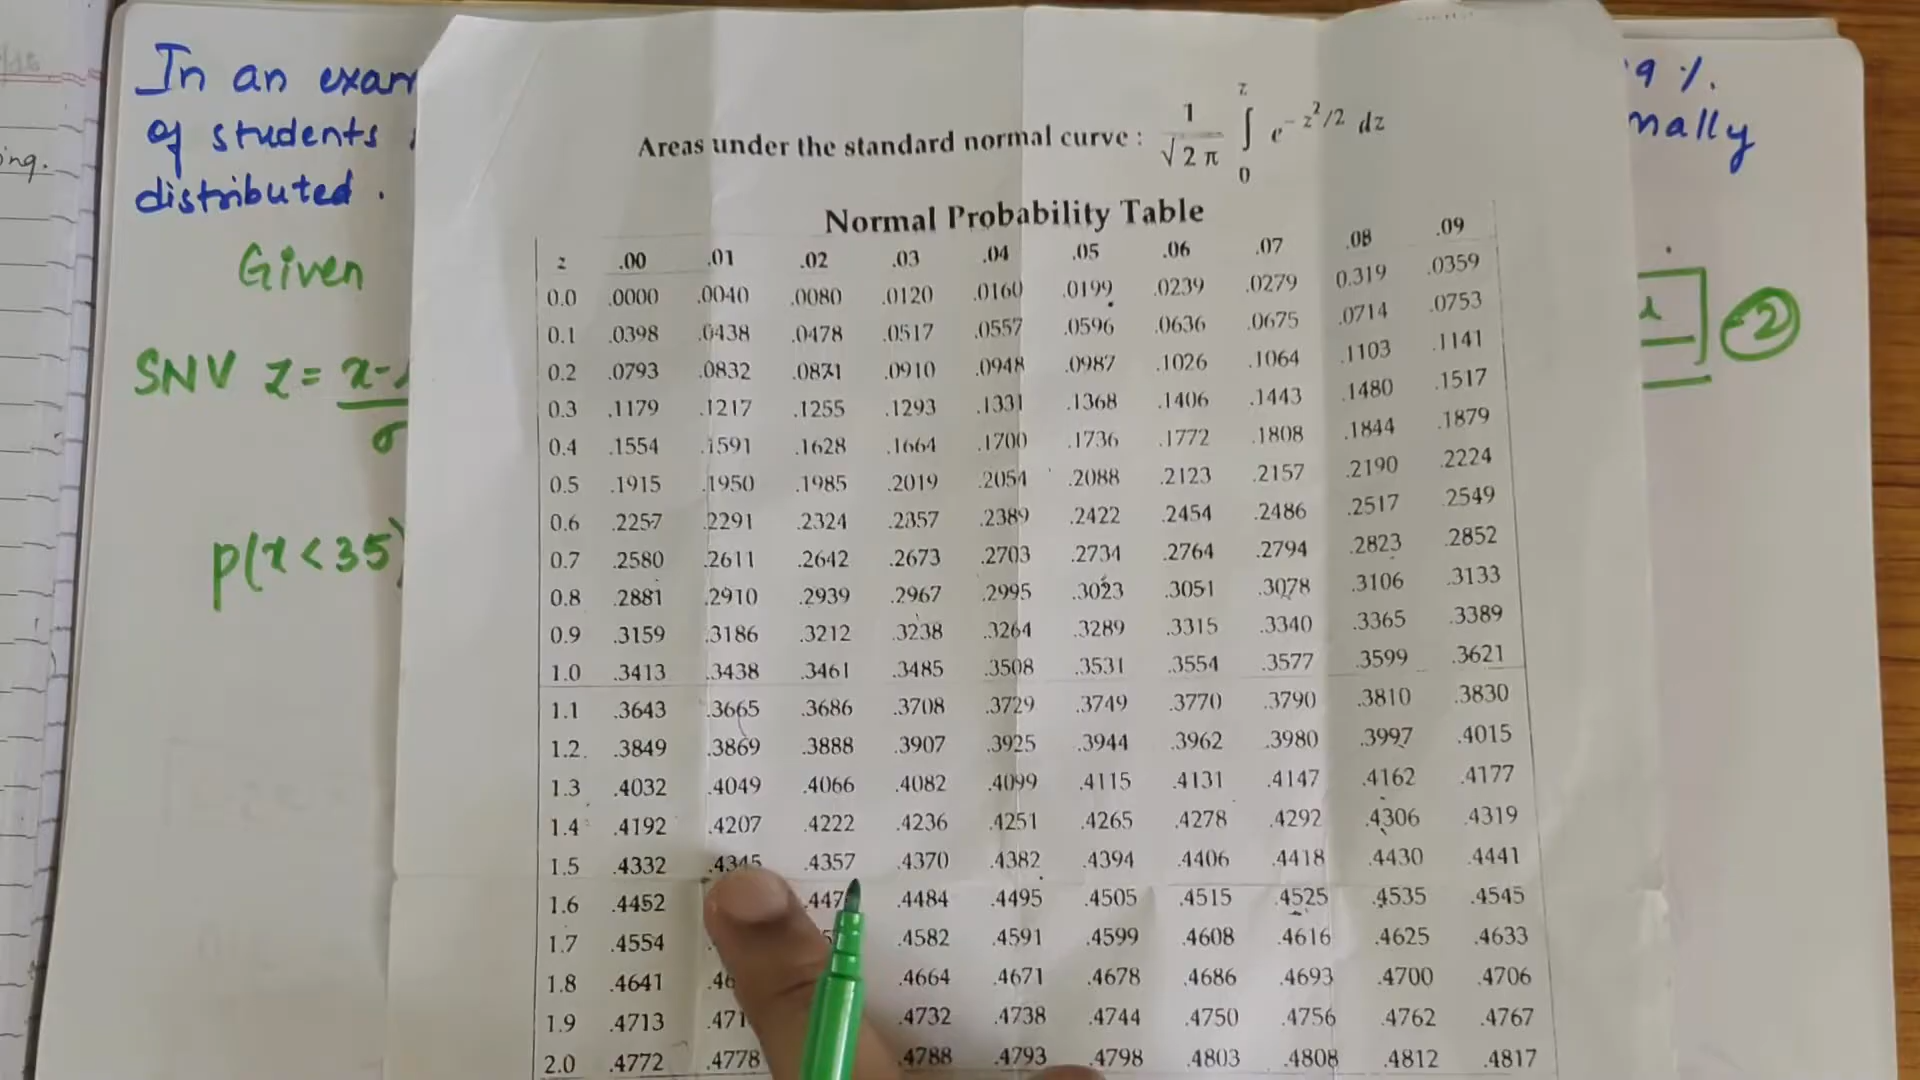 In an exam
of students
distributed .
Given
SNV z = x-
σ
p(x < 35)
9 %.
mally
2
ing.
Areas under the standard normal curve : 1/√2π ∫ 0 z e^-z²/2 dz
Normal Probability Table
z .00 .01 .02 .03 .04 .05 .06 .07 .08 .09
0.0 .0000 .0040 .0080 .0120 .0160 .0199 .0239 .0279 0.319 .0359
0.1 .0398 .0438 .0478 .0517 .0557 .0596 .0636 .0675 .0714 .0753
0.2 .0793 .0832 .0871 .0910 .0948 .0987 .1026 .1064 .1103 .1141
0.3 .1179 .1217 .1255 .1293 .1331 .1368 .1406 .1443 .1480 .1517
0.4 .1554 .1591 .1628 .1664 .1700 .1736 .1772 .1808 .1844 .1879
0.5 .1915 .1950 .1985 .2019 .2054 .2088 .2123 .2157 .2190 .2224
0.6 .2257 .2291 .2324 .2357 .2389 .2422 .2454 .2486 .2517 .2549
0.7 .2580 .2611 .2642 .2673 .2703 .2734 .2764 .2794 .2823 .2852
0.8 .2881 .2910 .2939 .2967 .2995 .3023 .3051 .3078 .3106 .3133
0.9 .3159 .3186 .3212 .3238 .3264 .3289 .3315 .3340 .3365 .3389
1.0 .3413 .3438 .3461 .3485 .3508 .3531 .3554 .3577 .3599 .3621
1.1 .3643 .3665 .3686 .3708 .3729 .3749 .3770 .3790 .3810 .3830
1.2 .3849 .3869 .3888 .3907 .3925 .3944 .3962 .3980 .3997 .4015
1.3 .4032 .4049 .4066 .4082 .4099 .4115 .4131 .4147 .4162 .4177
1.4 .4192 .4207 .4222 .4236 .4251 .4265 .4278 .4292 .4306 .4319
1.5 .4332 .4345 .4357 .4370 .4382 .4394 .4406 .4418 .4430 .4441
1.6 .4452 .447 .4484 .4495 .4505 .4515 .4525 .4535 .4545
1.7 .4554 .4582 .4591 .4599 .4608 .4616 .4625 .4633
1.8 .4641 .46 .4664 .4671 .4678 .4686 .4693 .4700 .4706
1.9 .4713 .471 .4732 .4738 .4744 .4750 .4756 .4762 .4767
2.0 .4772 .4778 .4788 .4793 .4798 .4803 .4808 .4812 .4817